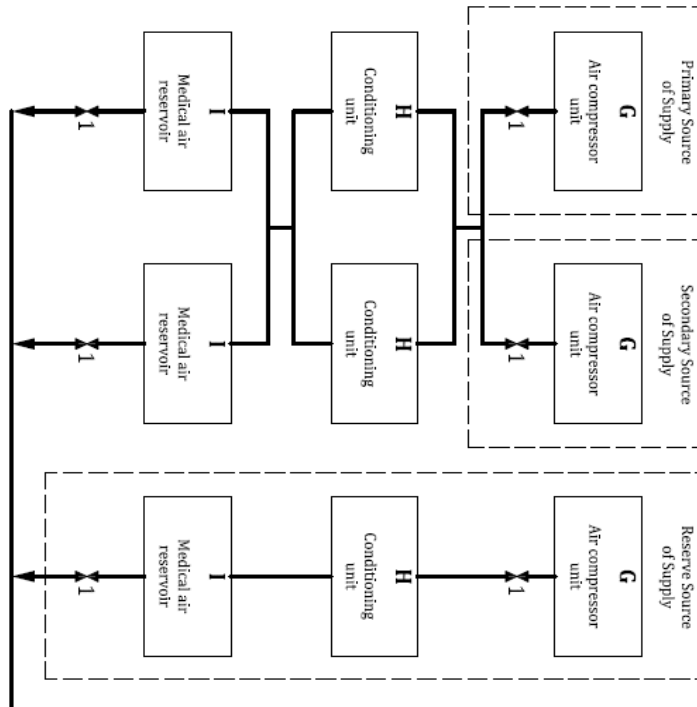 Primary Source
of Supply
Secondary Source
of Supply
Reserve Source
of Supply
G
Air compressor
unit
G
Air compressor
unit
G
Air compressor
unit
1
1
1
H
Conditioning
unit
H
Conditioning
unit
H
Conditioning
unit
I
Medical air
reservoir
I
Medical air
reservoir
I
Medical air
reservoir
1
1
1